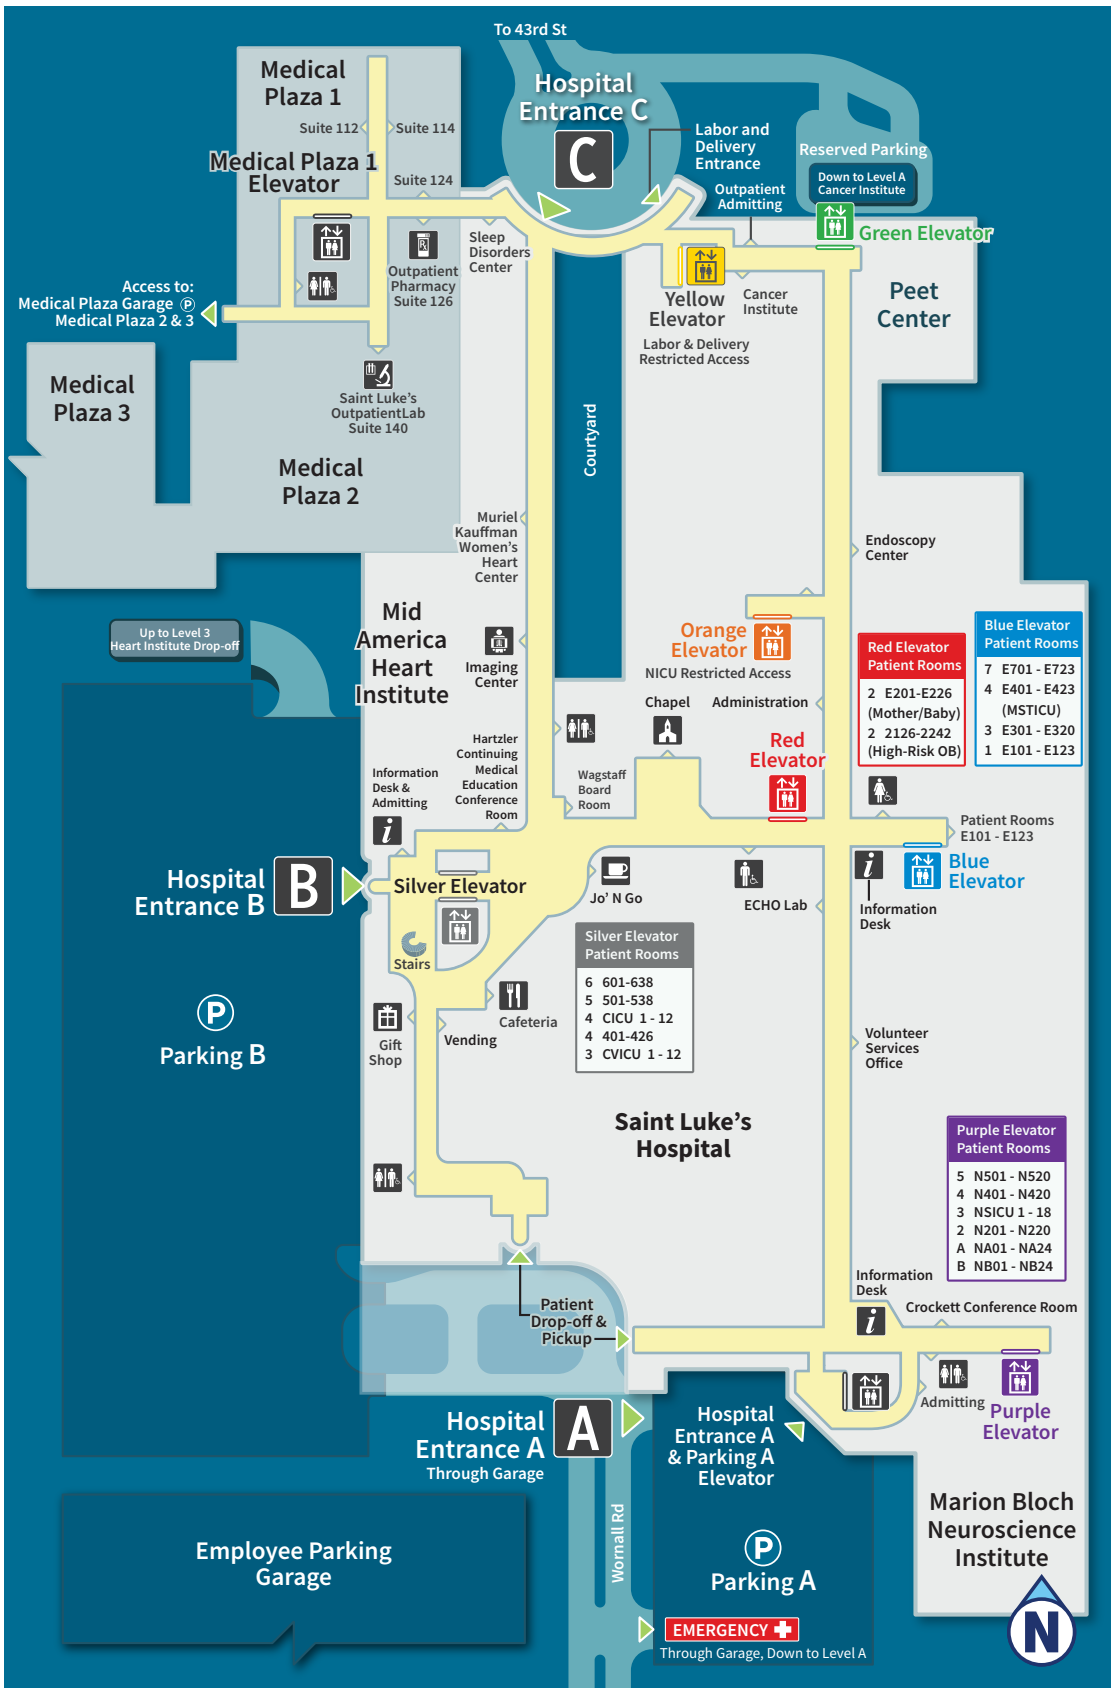 To 43rd St
Medical
Plaza 1
Hospital
Entrance C
C
Suite 112
Suite 114
Labor and
Delivery
Entrance
Reserved Parking
Down to Level A
Cancer Institute
Medical Plaza 1
Elevator
Suite 124
Outpatient
Admitting
Green Elevator
Sleep
Disorders
Center
Rx
Outpatient
Pharmacy
Suite 126
Access to:
Medical Plaza Garage P
Medical Plaza 2 & 3
Yellow
Elevator
Labor & Delivery
Restricted Access
Cancer
Institute
Peet
Center
Medical
Plaza 3
Saint Luke's
OutpatientLab
Suite 140
Medical
Plaza 2
Courtyard
Muriel
Kauffman
Women's
Heart
Center
Endoscopy
Center
Mid
America
Heart
Institute
Up to Level 3
Heart Institute Drop-off
Imaging
Center
Orange
Elevator
NICU Restricted Access
Red Elevator
Patient Rooms
2 E201-E226
(Mother/Baby)
2 2126-2242
(High-Risk OB)
Blue Elevator
Patient Rooms
7 E701 - E723
4 E401 - E423
(MSTICU)
3 E301 - E320
1 E101 - E123
Chapel
Administration
Red
Elevator
Hartzler
Continuing
Medical
Education
Conference
Room
Wagstaff
Board
Room
Information
Desk &
Admitting
i
Patient Rooms
E101 - E123
Hospital
Entrance B
B
Silver Elevator
Jo' N Go
ECHO Lab
i
Information
Desk
Blue
Elevator
Stairs
Silver Elevator
Patient Rooms
6 601-638
5 501-538
4 CICU 1 - 12
4 401-426
3 CVICU 1 - 12
Cafeteria
Vending
Gift
Shop
P
Parking B
Volunteer
Services
Office
Saint Luke's
Hospital
Purple Elevator
Patient Rooms
5 N501 - N520
4 N401 - N420
3 NSICU 1 - 18
2 N201 - N220
A NA01 - NA24
B NB01 - NB24
Information
Desk
i
Crockett Conference Room
Patient
Drop-off &
Pickup
Admitting
Purple
Elevator
Hospital
Entrance A
Through Garage
A
Hospital
Entrance A
& Parking A
Elevator
Marion Bloch
Neuroscience
Institute
Wornall Rd
P
Parking A
Employee Parking
Garage
EMERGENCY
Through Garage, Down to Level A
N